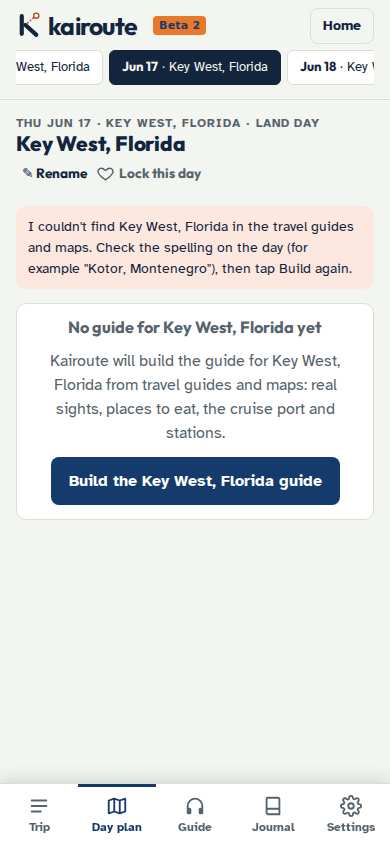 kairoute Beta 2 Home
West, Florida Jun 17 · Key West, Florida Jun 18 · Key
THU JUN 17 · KEY WEST, FLORIDA · LAND DAY
Key West, Florida
✎ Rename Lock this day
I couldn't find Key West, Florida in the travel guides
and maps. Check the spelling on the day (for
example "Kotor, Montenegro"), then tap Build again.
No guide for Key West, Florida yet
Kairoute will build the guide for Key West,
Florida from travel guides and maps: real
sights, places to eat, the cruise port and
stations.
Build the Key West, Florida guide
Trip Day plan Guide Journal Settings